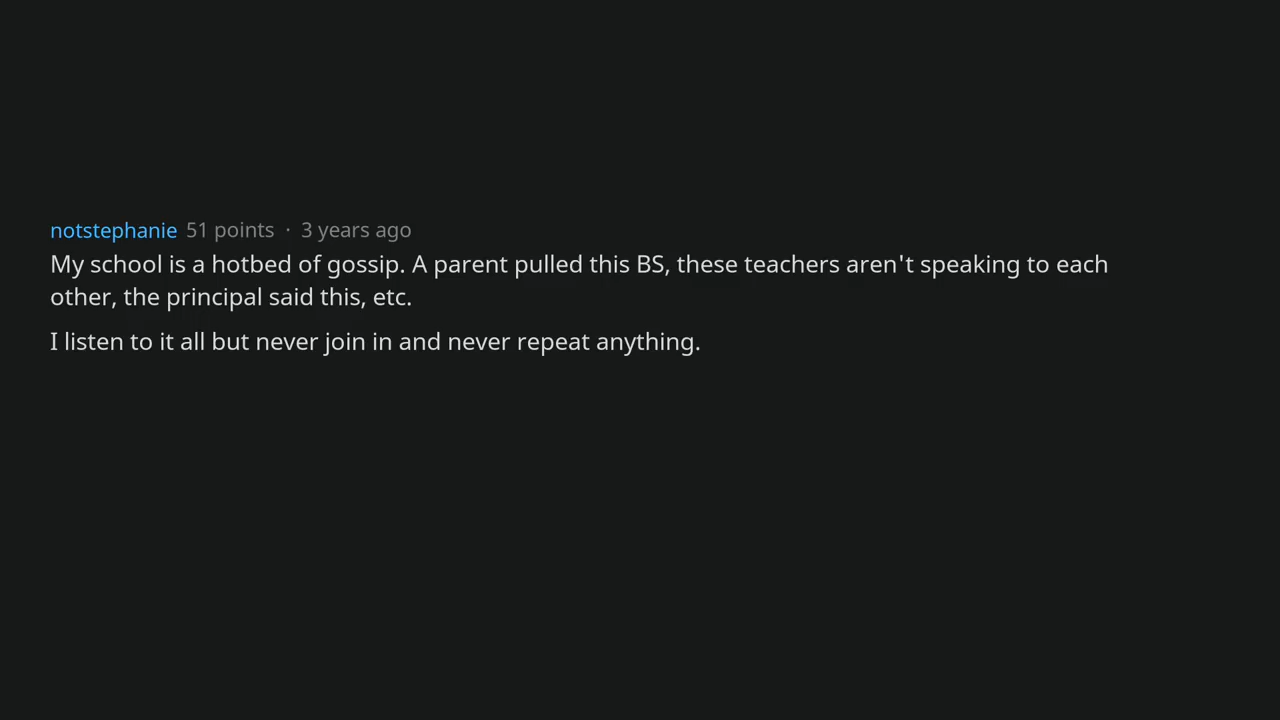 notstephanie 51 points · 3 years ago
My school is a hotbed of gossip. A parent pulled this BS, these teachers aren't speaking to each
other, the principal said this, etc.
I listen to it all but never join in and never repeat anything.